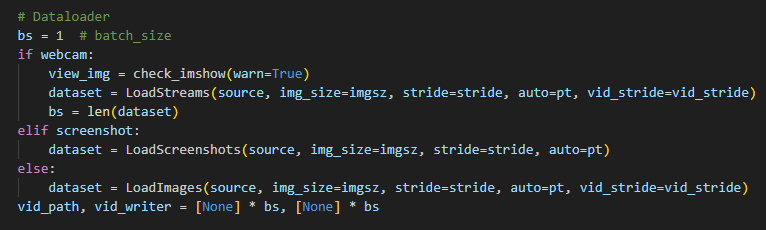 # Dataloader
bs = 1  # batch_size
if webcam:
    view_img = check_imshow(warn=True)
    dataset = LoadStreams(source, img_size=imgsz, stride=stride, auto=pt, vid_stride=vid_stride)
    bs = len(dataset)
elif screenshot:
    dataset = LoadScreenshots(source, img_size=imgsz, stride=stride, auto=pt)
else:
    dataset = LoadImages(source, img_size=imgsz, stride=stride, auto=pt, vid_stride=vid_stride)
vid_path, vid_writer = [None] * bs, [None] * bs